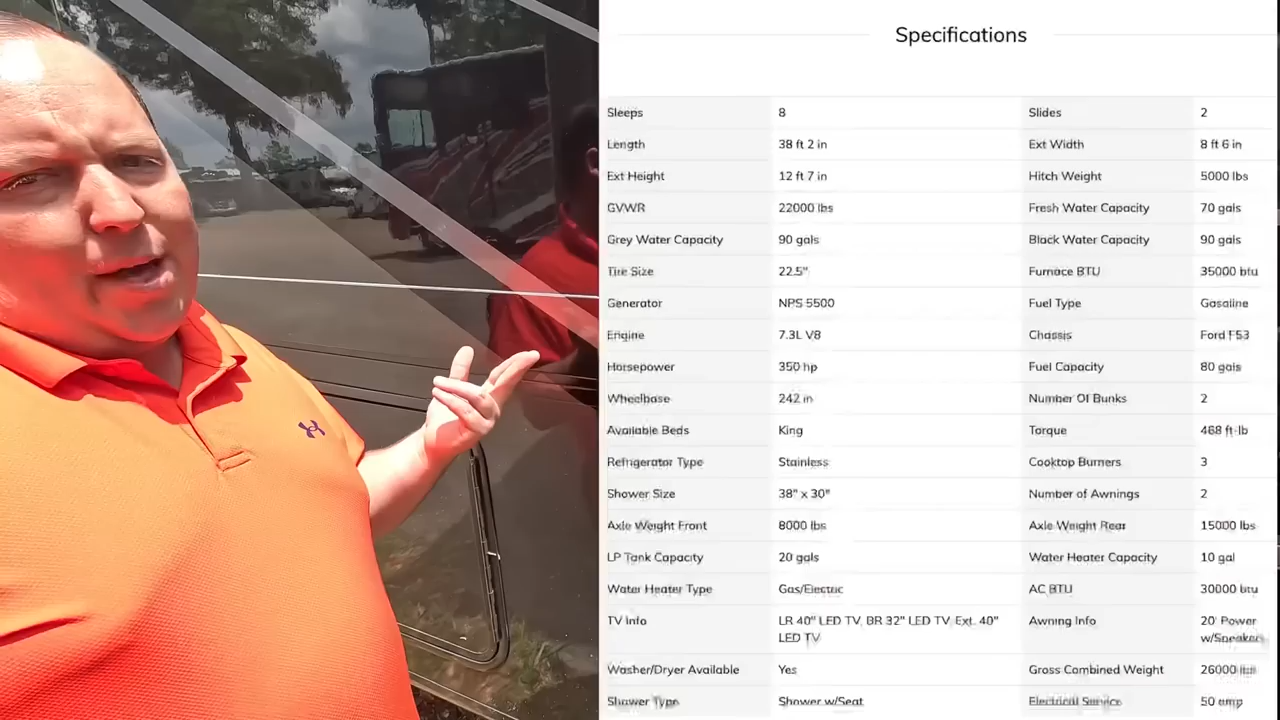 Specifications
Sleeps 8 Slides 2
Length 38 ft 2 in Ext Width 8 ft 6 in
Ext Height 12 ft 7 in Hitch Weight 5000 lbs
GVWR 22000 lbs Fresh Water Capacity 70 gals
Grey Water Capacity 90 gals Black Water Capacity 90 gals
Tire Size 22.5" Furnace BTU 35000 btu
Generator NPS 5500 Fuel Type Gasoline
Engine 7.3L V8 Chassis Ford F53
Horsepower 350 hp Fuel Capacity 80 gals
Wheelbase 242 in Number Of Bunks 2
Available Beds King Torque 468 ft-lb
Refrigerator Type Stainless Cooktop Burners 3
Shower Size 38" x 30" Number of Awnings 2
Axle Weight Front 8000 lbs Axle Weight Rear 15000 lbs
LP Tank Capacity 20 gals Water Heater Capacity 10 gal
Water Heater Type Gas/Electric AC BTU 30000 btu
TV Info LR 40" LED TV, BR 32" LED TV, Ext. 40" Awning Info 20' Power
LED TV w/Speakers
Washer/Dryer Available Yes Gross Combined Weight 26000 lbs
Shower Type Shower w/Seat Electrical Service 50 amp